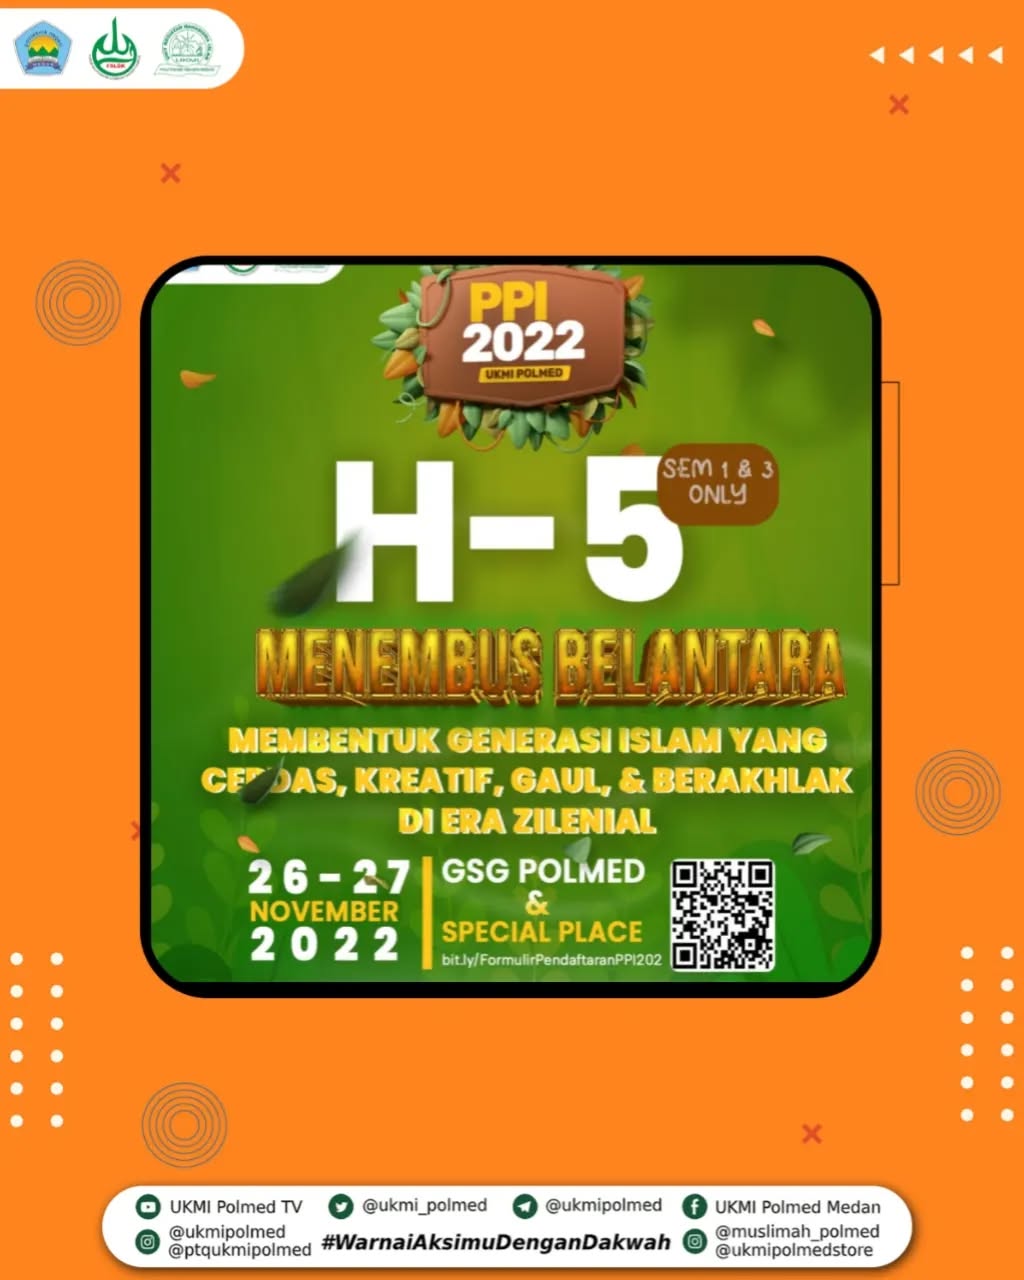 PPI
2022
UKMI POLMED
H-5
SEM 1 & 3
ONLY
MENEMBUS BELANTARA
MEMBENTUK GENERASI ISLAM YANG
CERDAS, KREATIF, GAUL, & BERAKHLAK
DI ERA ZILENIAL
26-27
NOVEMBER
2022
GSG POLMED
&
SPECIAL PLACE
bit.ly/FormulirPendaftaranPPI202
UKMI Polmed TV
@ukmi_polmed
@ukmipolmed
UKMI Polmed Medan
@ukmipolmed
@ptqukmipolmed
#WarnaiAksimuDenganDakwah
@muslimah_polmed
@ukmipolmedstore